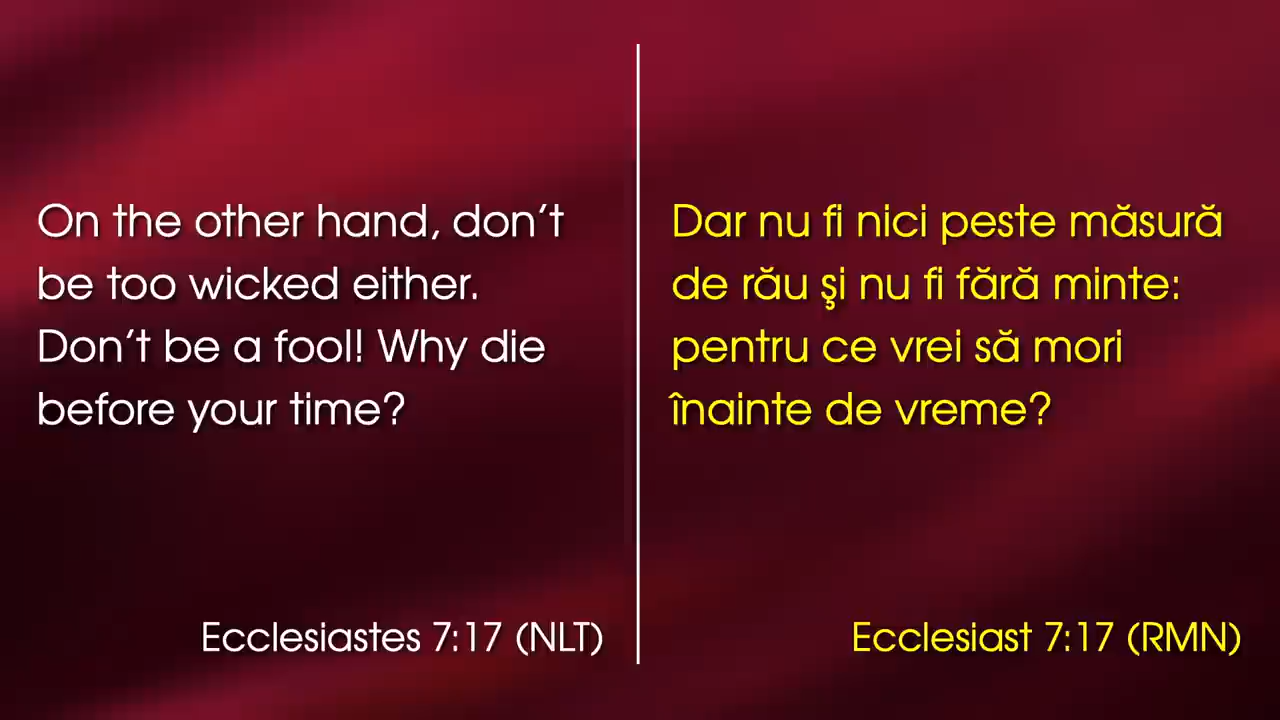 On the other hand, don’t
be too wicked either.
Don’t be a fool! Why die
before your time?
Ecclesiastes 7:17 (NLT)
Dar nu fi nici peste măsură
de rău şi nu fi fără minte:
pentru ce vrei să mori
înainte de vreme?
Ecclesiast 7:17 (RMN)